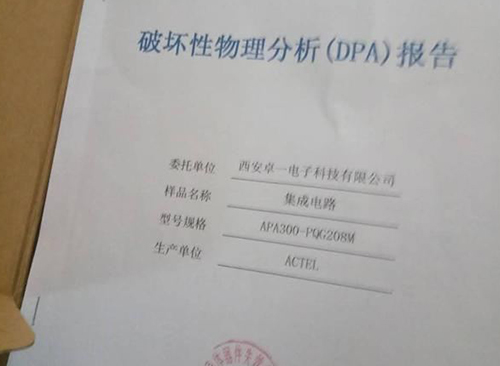 破坏性物理分析(DPA)报告
委托单位 西安卓一电子科技有限公司
样品名称 集成电路
型号规格 APA300-PQG208M
生产单位 ACTEL